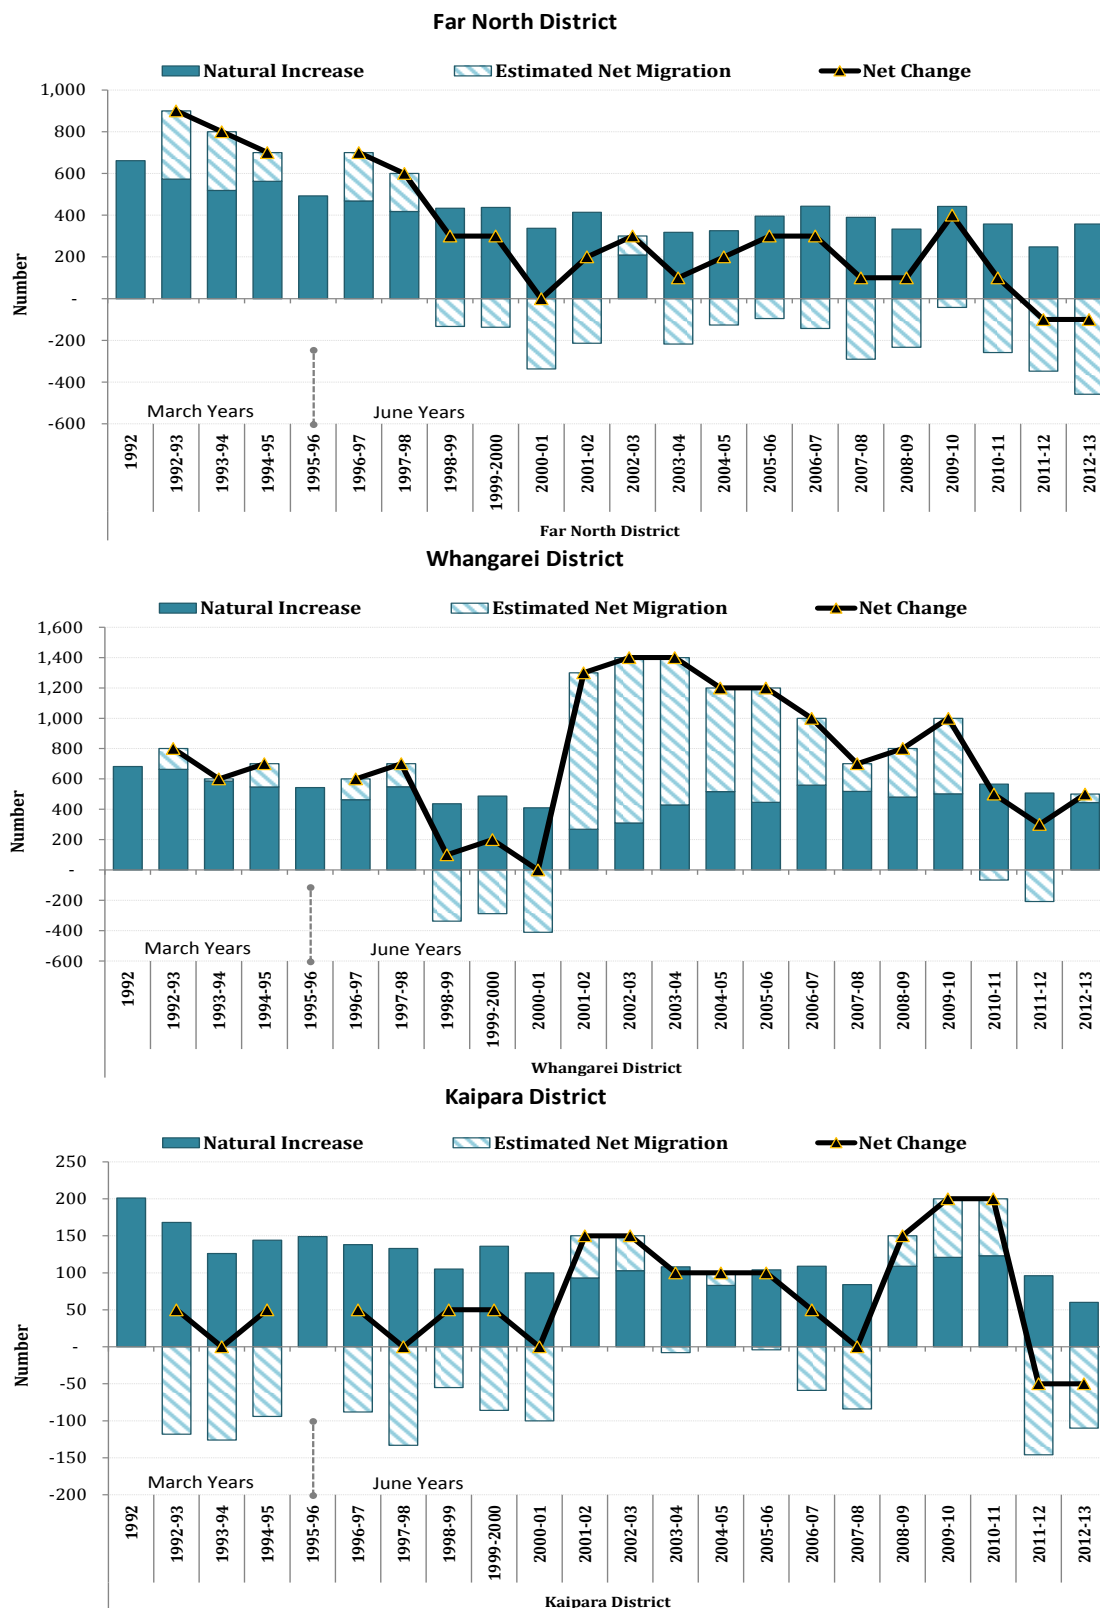 Far North District
Natural Increase Estimated Net Migration Net Change
1,000
800
600
400
200
-
-200
-400
-600
Number
March Years June Years
1992 1992-93 1993-94 1994-95 1995-96 1996-97 1997-98 1998-99 1999-2000 2000-01 2001-02 2002-03 2003-04 2004-05 2005-06 2006-07 2007-08 2008-09 2009-10 2010-11 2011-12 2012-13
Far North District
Whangarei District
Natural Increase Estimated Net Migration Net Change
1,600
1,400
1,200
1,000
800
600
400
200
-
-200
-400
-600
Number
March Years June Years
1992 1992-93 1993-94 1994-95 1995-96 1996-97 1997-98 1998-99 1999-2000 2000-01 2001-02 2002-03 2003-04 2004-05 2005-06 2006-07 2007-08 2008-09 2009-10 2010-11 2011-12 2012-13
Whangarei District
Kaipara District
Natural Increase Estimated Net Migration Net Change
250
200
150
100
50
-
-50
-100
-150
-200
Number
March Years June Years
1992 1992-93 1993-94 1994-95 1995-96 1996-97 1997-98 1998-99 1999-2000 2000-01 2001-02 2002-03 2003-04 2004-05 2005-06 2006-07 2007-08 2008-09 2009-10 2010-11 2011-12 2012-13
Kaipara District